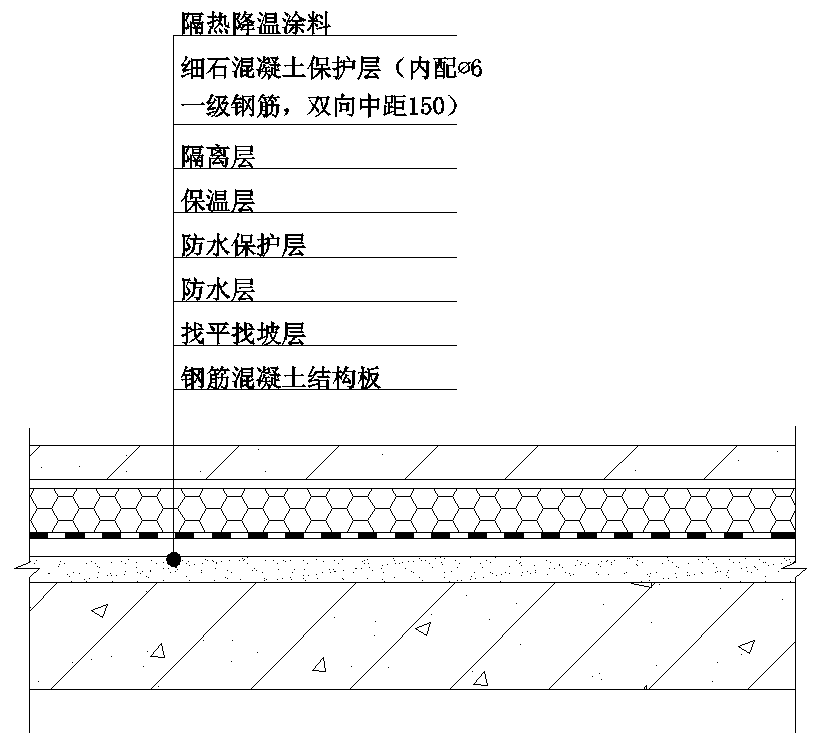 隔热降温涂料
细石混凝土保护层（内配⌀6
一级钢筋，双向中距150）
隔离层
保温层
防水保护层
防水层
找平找坡层
钢筋混凝土结构板